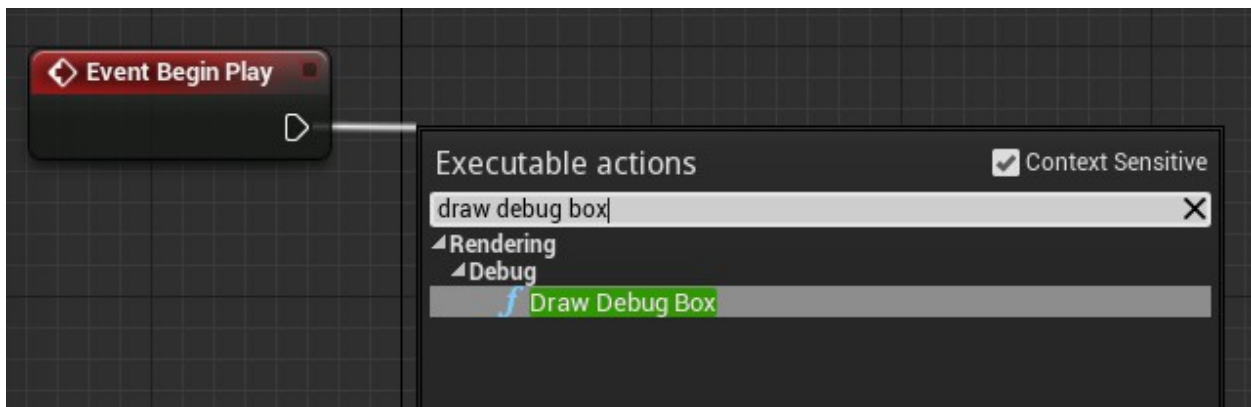 Event Begin Play
Executable actions
Context Sensitive
draw debug box
Rendering
Debug
f Draw Debug Box